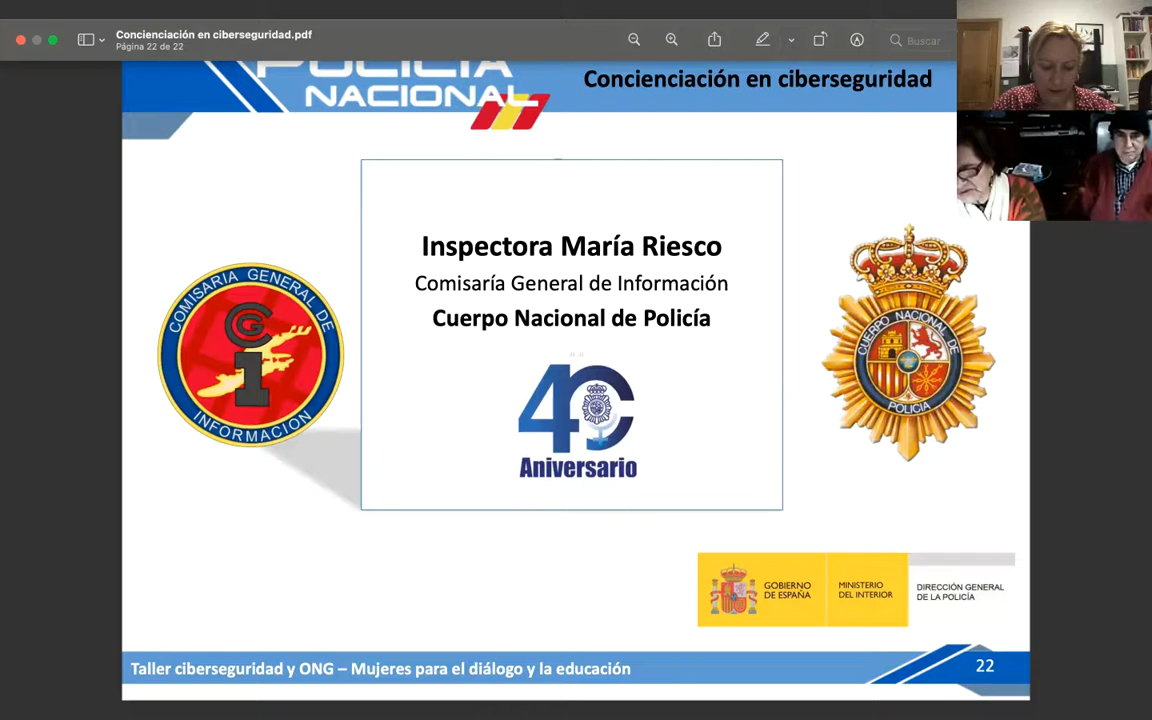 Concienciación en ciberseguridad.pdf
Página 22 de 22
Buscar
POLICÍA
NACIONAL
Concienciación en ciberseguridad
Inspectora María Riesco
Comisaría General de Información
Cuerpo Nacional de Policía
40
Aniversario
COMISARIA GENERAL DE
CGI
INFORMACION
CUERPO NACIONAL DE
POLICIA
GOBIERNO
DE ESPAÑA
MINISTERIO
DEL INTERIOR
DIRECCIÓN GENERAL
DE LA POLICÍA
Taller ciberseguridad y ONG – Mujeres para el diálogo y la educación
22